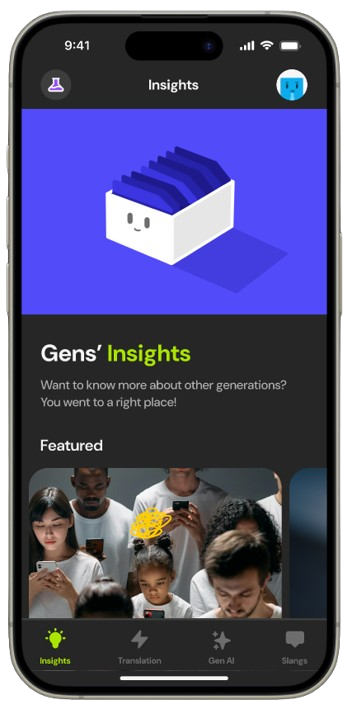 9:41
Insights
Gens’ Insights
Want to know more about other generations?
You went to a right place!
Featured
Insights
Translation
Gen AI
Slangs